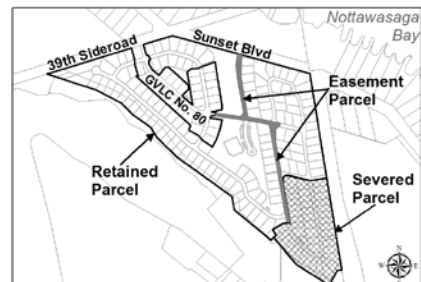 Nottawasaga
Bay
39th Sideroad
Sunset Blvd
Easement
Parcel
GVLC No. 80
Retained
Parcel
Severed
Parcel
N
W
E
S